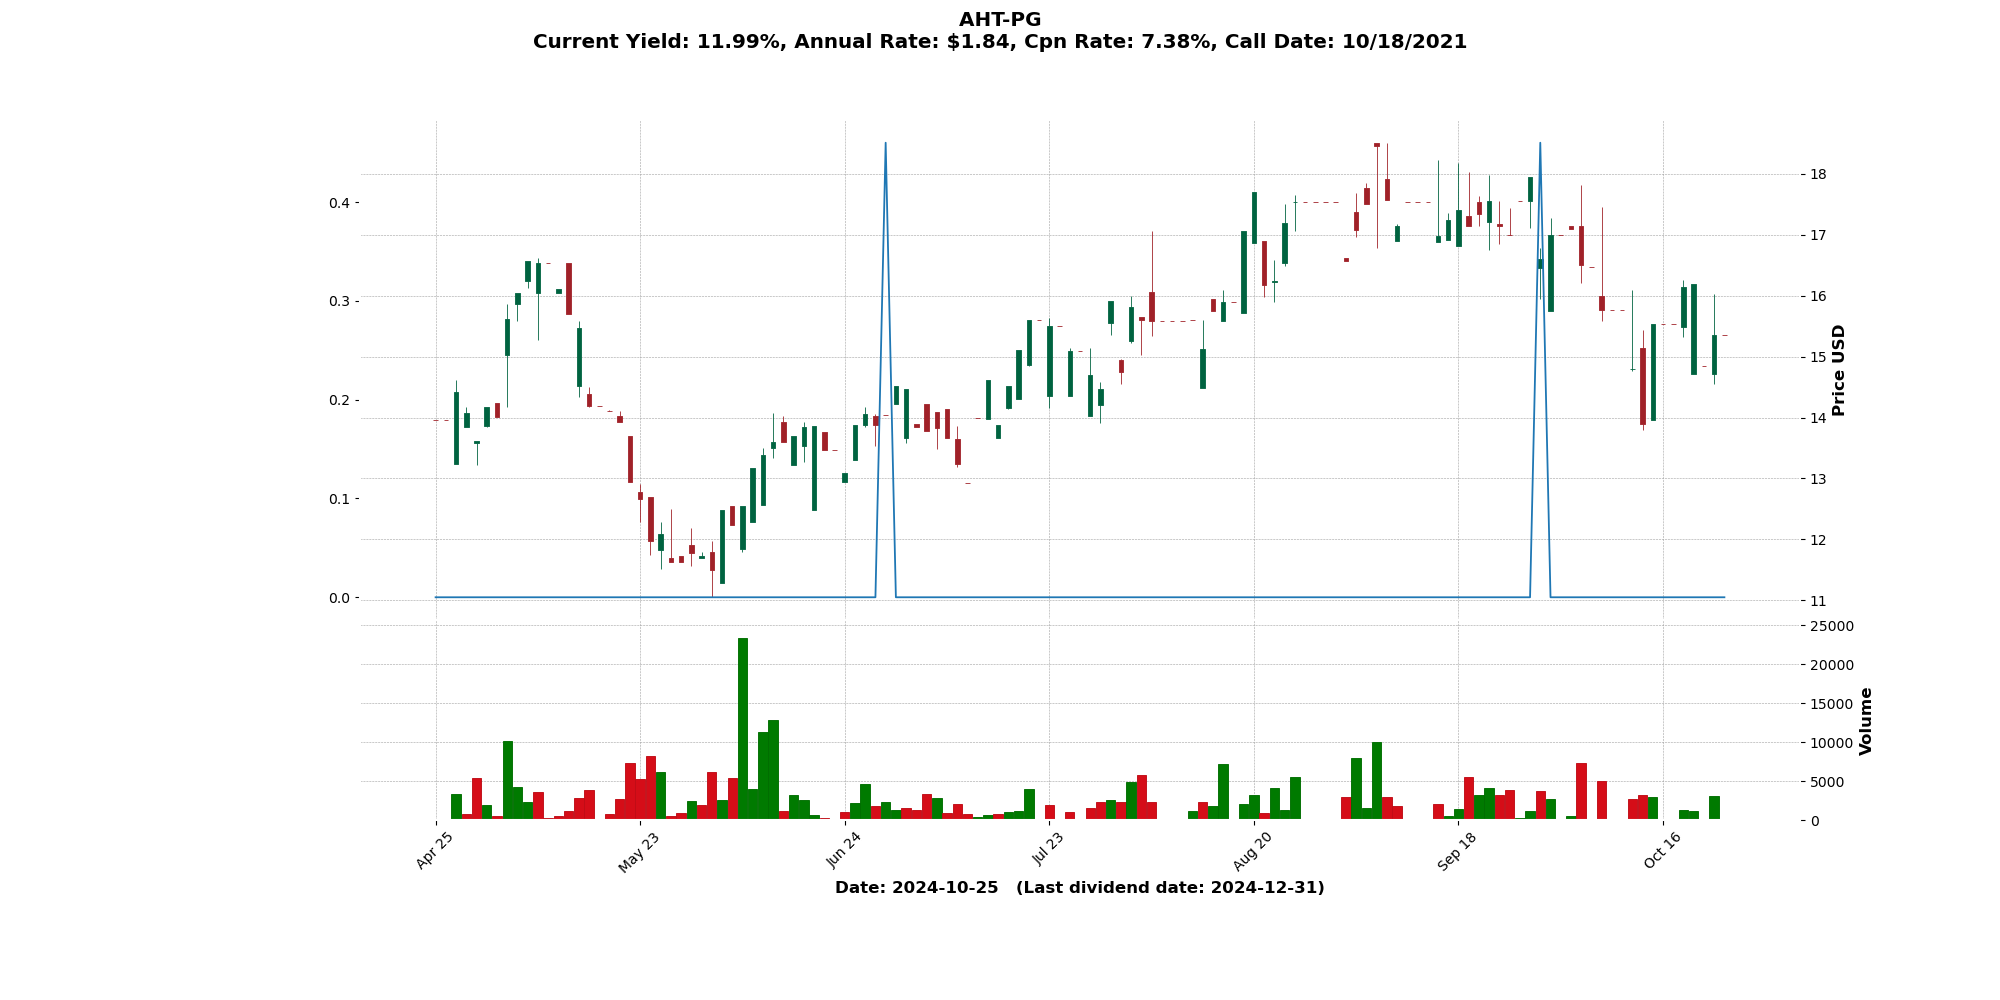 AHT-PG
Current Yield: 11.99%, Annual Rate: $1.84, Cpn Rate: 7.38%, Call Date: 10/18/2021
0.4
0.3
0.2
0.1
0.0
18
17
16
15
14
13
12
11
Price USD
25000
20000
15000
10000
5000
0
Volume
Apr 25
May 23
Jun 24
Jul 23
Aug 20
Sep 18
Oct 16
Date: 2024-10-25 (Last dividend date: 2024-12-31)